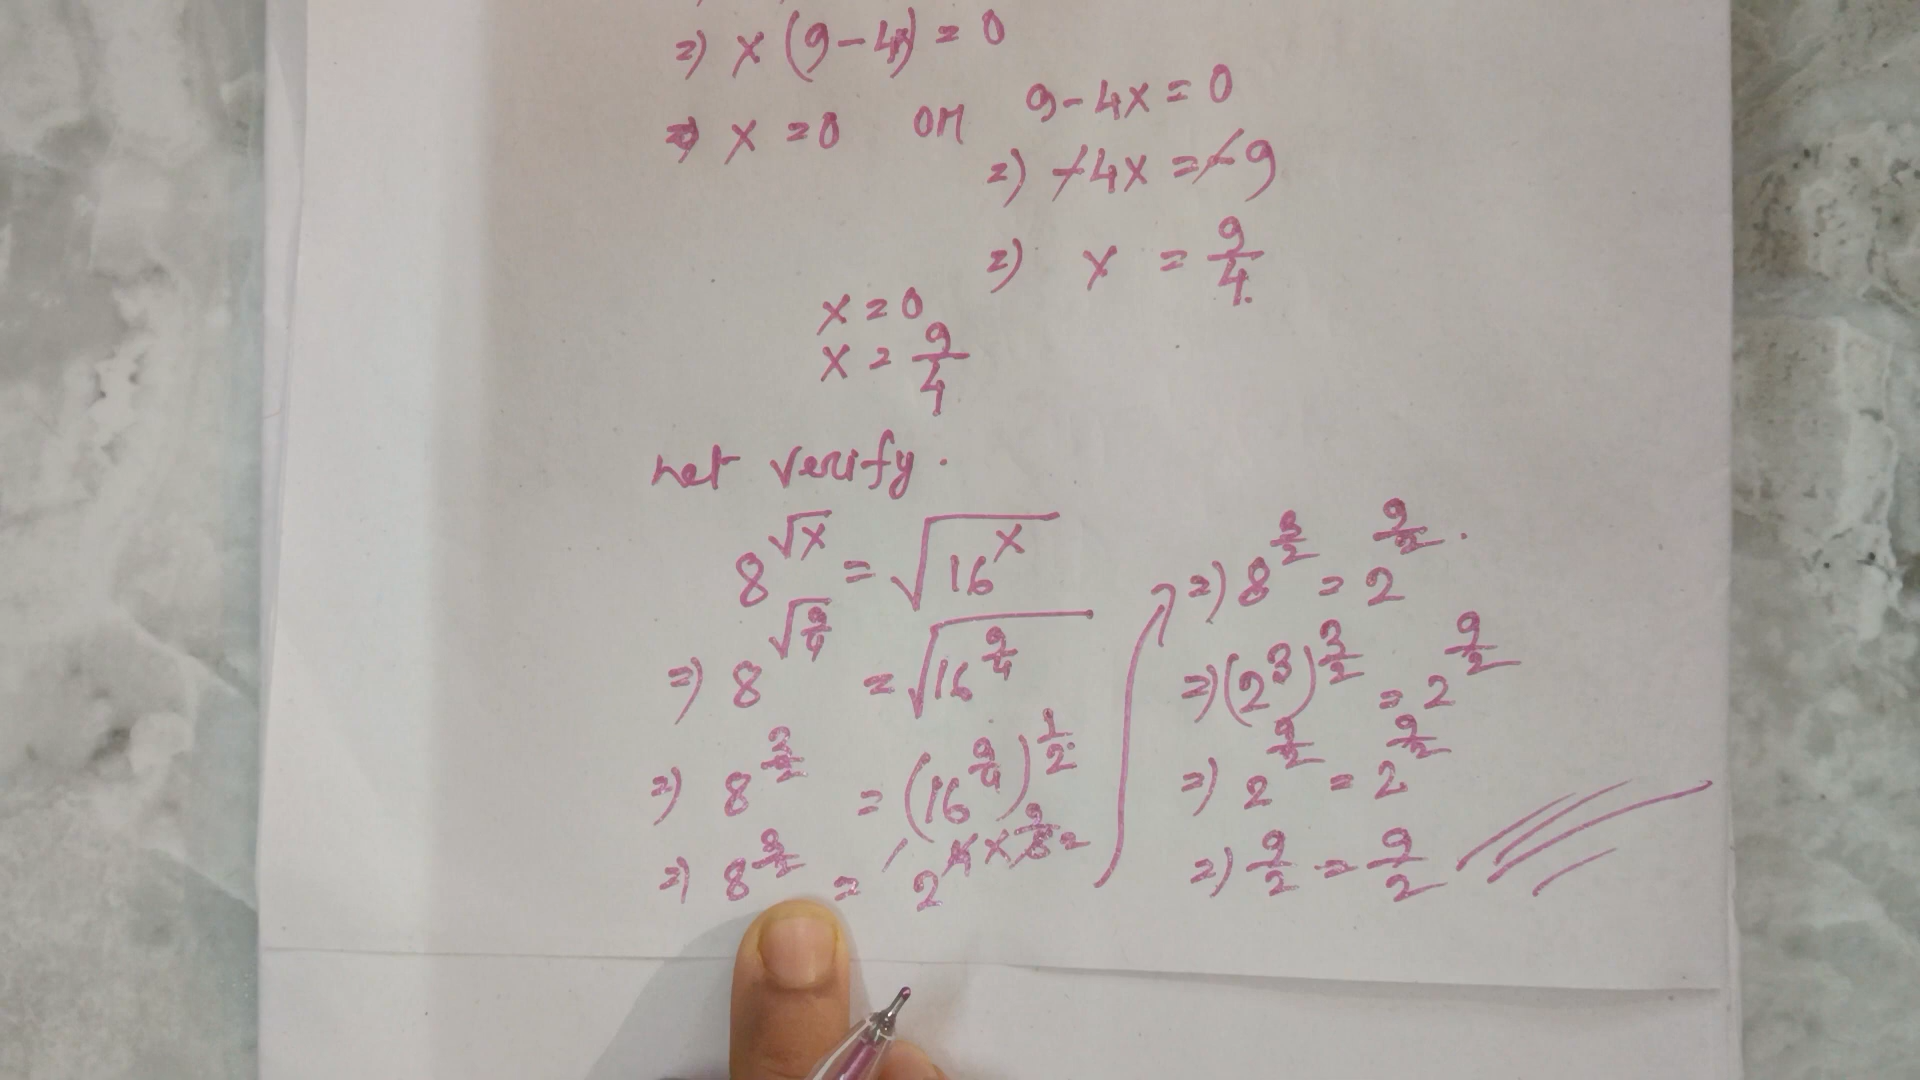 =) x (9-4x) = 0
=) x = 0 or 9-4x = 0
=) -4x = -9
=) x = 9/4.
x = 0
x = 9/4
Let verify.
8^√x = √16^x
=) 8^√(9/4) = √16^(9/4)
=) 8^(3/2) = (16^(9/4))^(1/2)
=) 8^(3/2) = 2^(4×9/8)
=) 8^(3/2) = 2^(9/2).
=) (2^3)^(3/2) = 2^(9/2)
=) 2^(9/2) = 2^(9/2)
=) 9/2 = 9/2